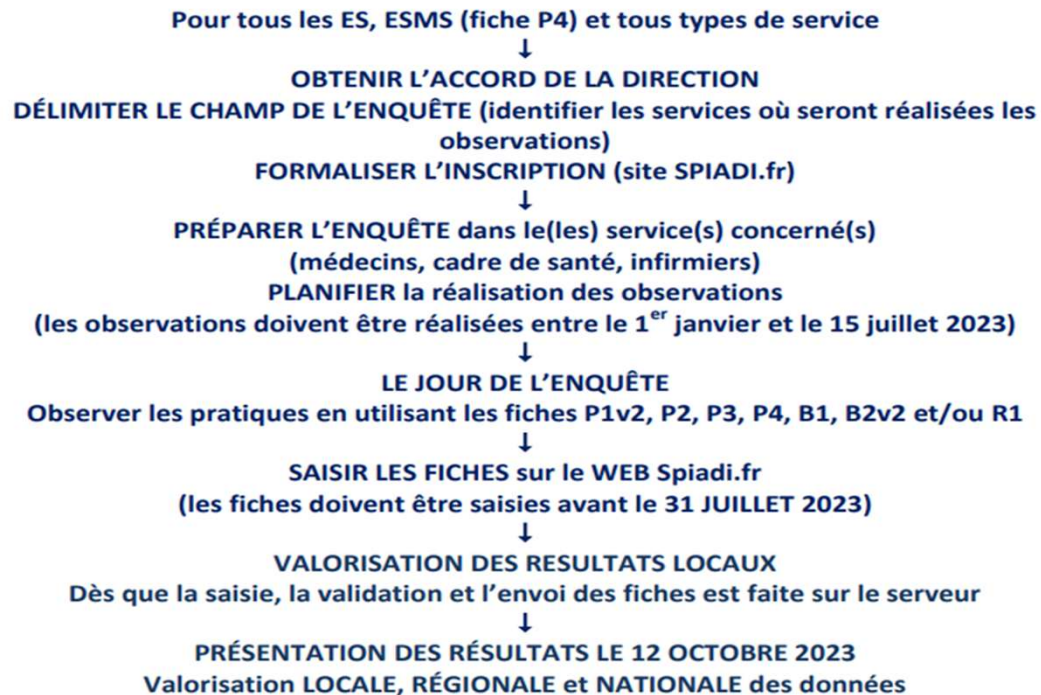 Pour tous les ES, ESMS (fiche P4) et tous types de service
↓
OBTENIR L'ACCORD DE LA DIRECTION
DÉLIMITER LE CHAMP DE L'ENQUÊTE (identifier les services où seront réalisées les
observations)
FORMALISER L'INSCRIPTION (site SPIADI.fr)
↓
PRÉPARER L'ENQUÊTE dans le(les) service(s) concerné(s)
(médecins, cadre de santé, infirmiers)
PLANIFIER la réalisation des observations
(les observations doivent être réalisées entre le 1er janvier et le 15 juillet 2023)
↓
LE JOUR DE L'ENQUÊTE
Observer les pratiques en utilisant les fiches P1v2, P2, P3, P4, B1, B2v2 et/ou R1
↓
SAISIR LES FICHES sur le WEB Spiadi.fr
(les fiches doivent être saisies avant le 31 JUILLET 2023)
↓
VALORISATION DES RESULTATS LOCAUX
Dès que la saisie, la validation et l'envoi des fiches est faite sur le serveur
↓
PRÉSENTATION DES RÉSULTATS LE 12 OCTOBRE 2023
Valorisation LOCALE, RÉGIONALE et NATIONALE des données